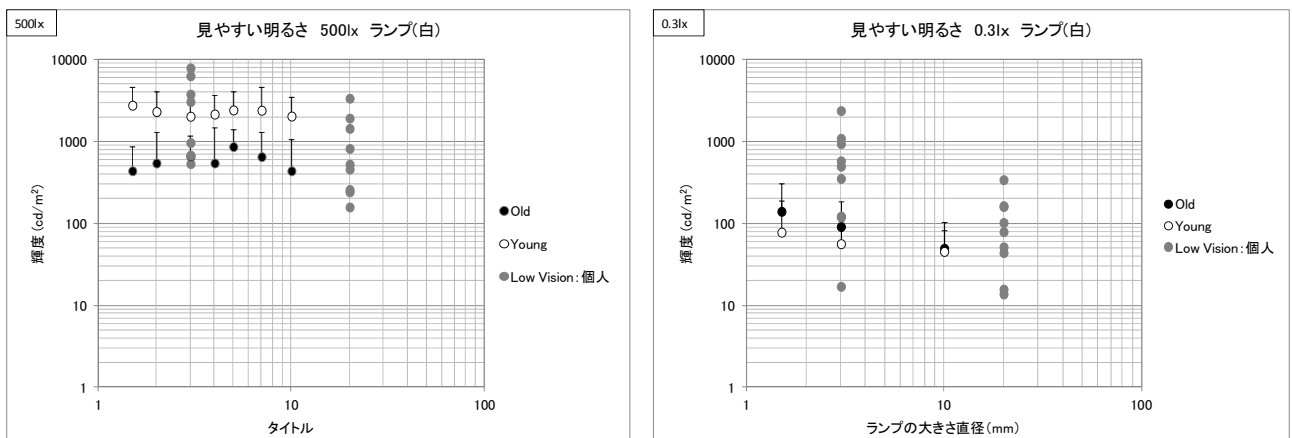 500lx
見やすい明るさ 500lx ランプ(白)
10000
1000
100
10
1
1
10
100
輝度(cd/m²)
タイトル
Old
Young
Low Vision:個人
0.3lx
見やすい明るさ 0.3lx ランプ(白)
10000
1000
100
10
1
1
10
100
輝度(cd/m²)
ランプの大きさ直径(mm)
Old
Young
Low Vision:個人